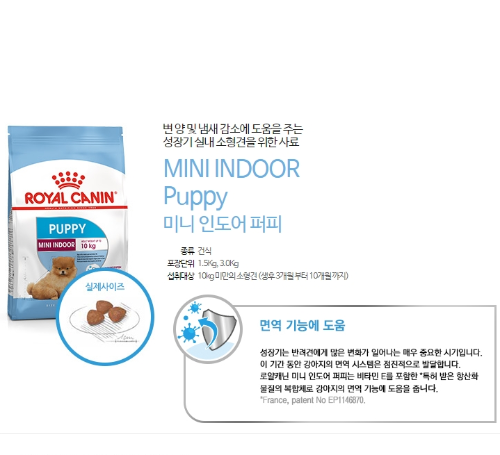 변 양 및 냄새 감소에 도움을 주는
성장기 실내 소형견을 위한 사료
MINI INDOOR
Puppy
미니 인도어 퍼피
종류 건식
포장단위 1.5Kg, 3.0Kg
섭취대상 10kg 미만의 소형견 (생후 3개월 부터 10개월 까지)
ROYAL CANIN
PUPPY
MINI INDOOR
10 kg
실제사이즈
면역 기능에 도움
성장기는 반려견에게 많은 변화가 일어나는 매우 중요한 시기입니다.
이 기간 동안 강아지의 면역 시스템은 점진적으로 발달합니다.
로얄캐닌 미니 인도어 퍼피는 비타민 E를 포함한 *특허 받은 항산화
물질의 복합체로 강아지의 면역 기능에 도움을 줍니다.
*France, patent No EP1146870.